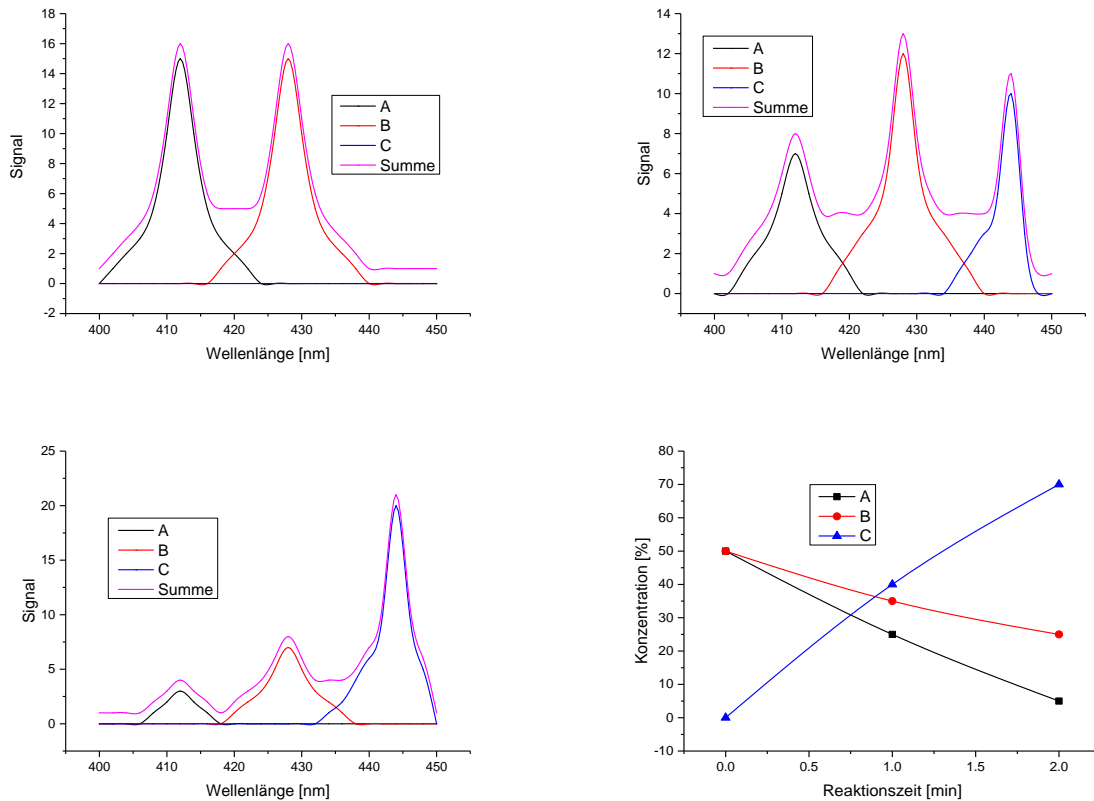 18
16
14
12
10
8
6
4
2
0
-2
Signal
A
B
C
Summe
400 410 420 430 440 450
Wellenlänge [nm]
14
12
10
8
6
4
2
0
Signal
A
B
C
Summe
400 410 420 430 440 450
Wellenlänge [nm]
25
20
15
10
5
0
Signal
A
B
C
Summe
400 410 420 430 440 450
Wellenlänge [nm]
80
70
60
50
40
30
20
10
0
-10
Konzentration [%]
A
B
C
0.0 0.5 1.0 1.5 2.0
Reaktionszeit [min]